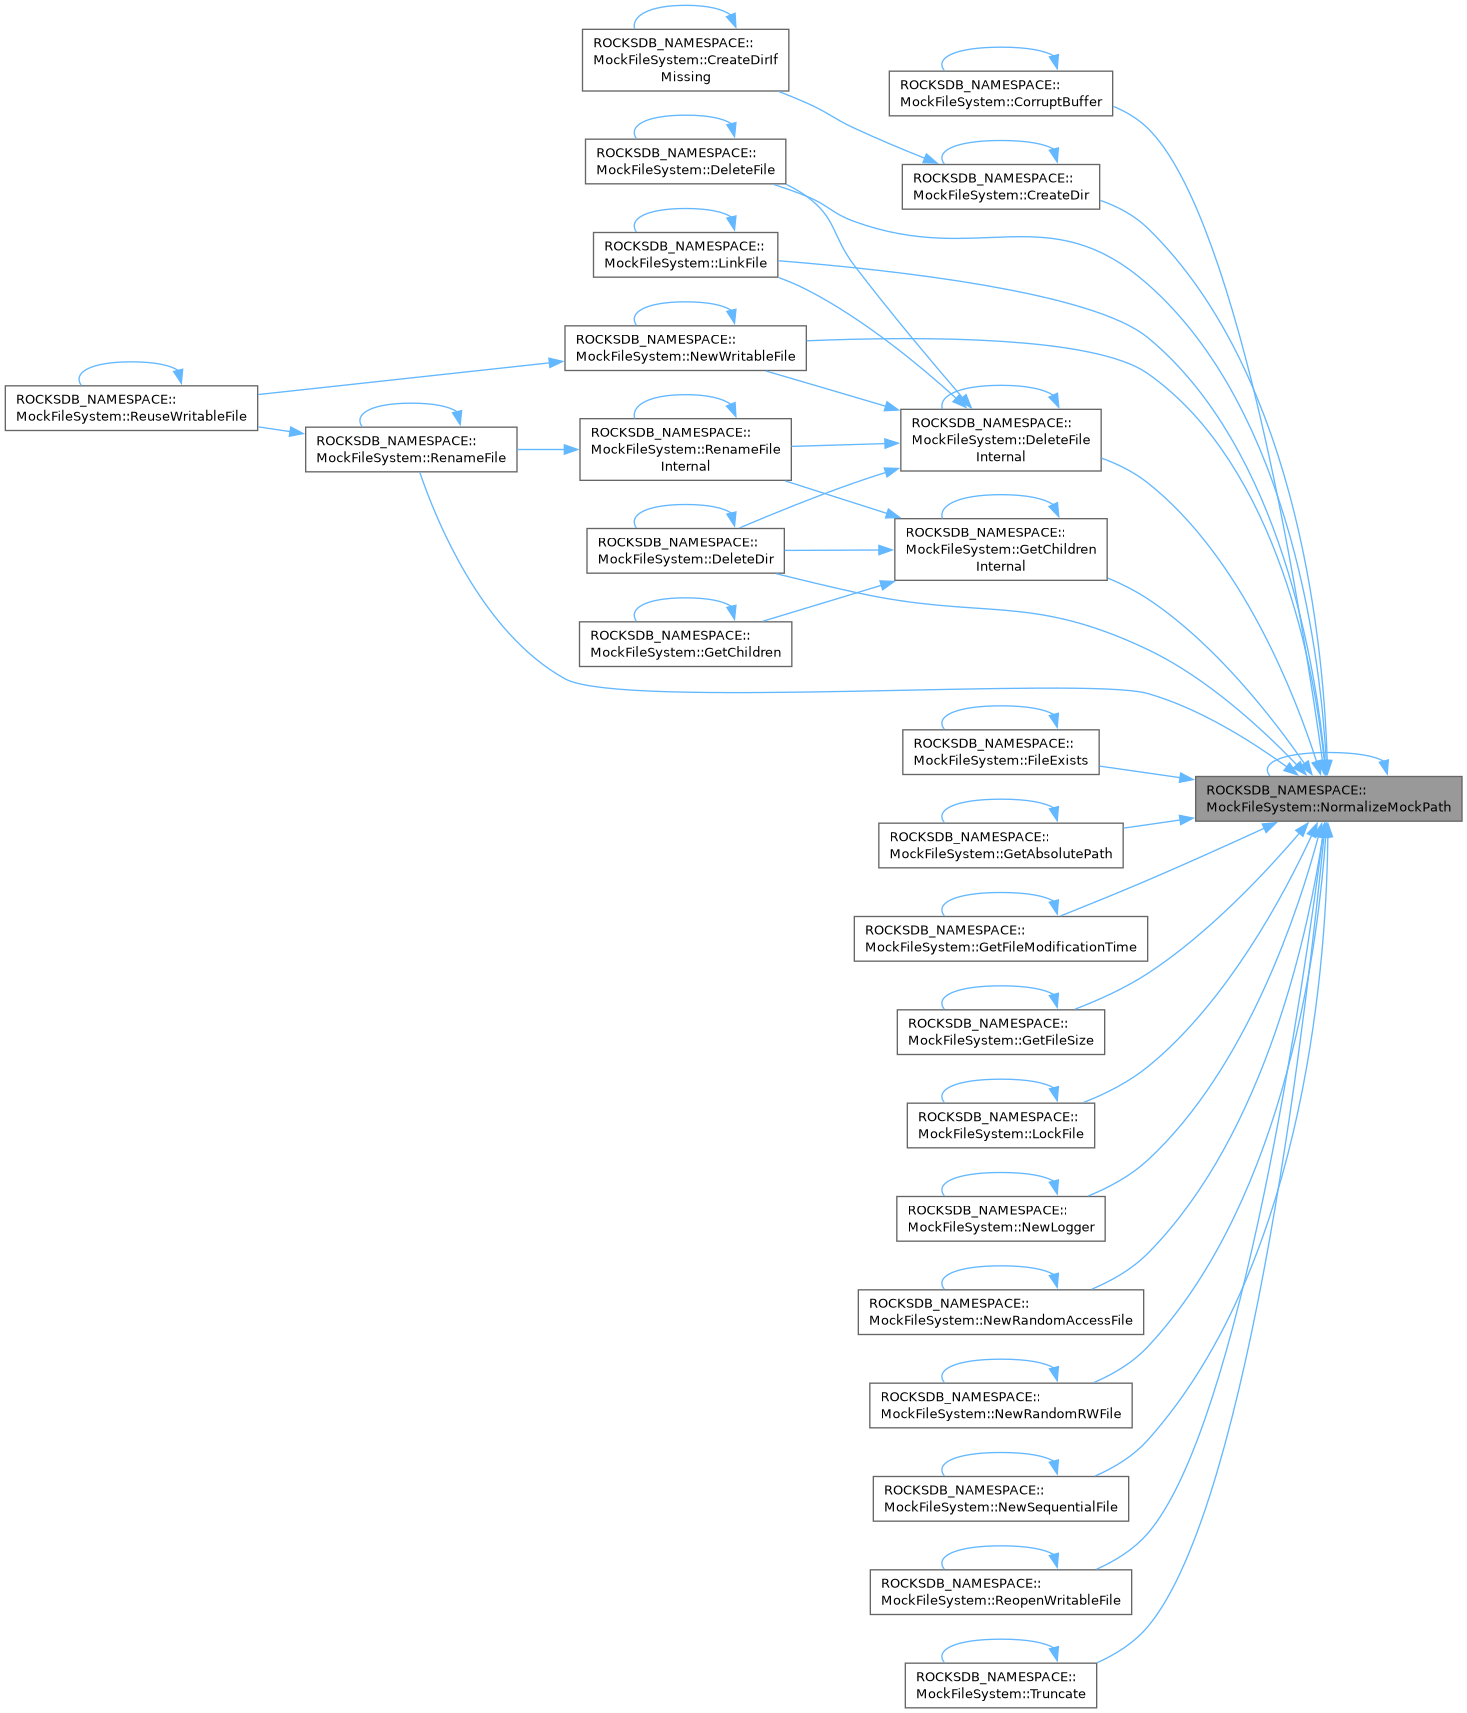 ROCKSDB_NAMESPACE::
MockFileSystem::CreateDirIf
Missing
ROCKSDB_NAMESPACE::
MockFileSystem::CorruptBuffer
ROCKSDB_NAMESPACE::
MockFileSystem::DeleteFile
ROCKSDB_NAMESPACE::
MockFileSystem::CreateDir
ROCKSDB_NAMESPACE::
MockFileSystem::LinkFile
ROCKSDB_NAMESPACE::
MockFileSystem::NewWritableFile
ROCKSDB_NAMESPACE::
MockFileSystem::ReuseWritableFile
ROCKSDB_NAMESPACE::
MockFileSystem::RenameFile
ROCKSDB_NAMESPACE::
MockFileSystem::RenameFile
Internal
ROCKSDB_NAMESPACE::
MockFileSystem::DeleteFile
Internal
ROCKSDB_NAMESPACE::
MockFileSystem::DeleteDir
ROCKSDB_NAMESPACE::
MockFileSystem::GetChildren
Internal
ROCKSDB_NAMESPACE::
MockFileSystem::GetChildren
ROCKSDB_NAMESPACE::
MockFileSystem::FileExists
ROCKSDB_NAMESPACE::
MockFileSystem::NormalizeMockPath
ROCKSDB_NAMESPACE::
MockFileSystem::GetAbsolutePath
ROCKSDB_NAMESPACE::
MockFileSystem::GetFileModificationTime
ROCKSDB_NAMESPACE::
MockFileSystem::GetFileSize
ROCKSDB_NAMESPACE::
MockFileSystem::LockFile
ROCKSDB_NAMESPACE::
MockFileSystem::NewLogger
ROCKSDB_NAMESPACE::
MockFileSystem::NewRandomAccessFile
ROCKSDB_NAMESPACE::
MockFileSystem::NewRandomRWFile
ROCKSDB_NAMESPACE::
MockFileSystem::NewSequentialFile
ROCKSDB_NAMESPACE::
MockFileSystem::ReopenWritableFile
ROCKSDB_NAMESPACE::
MockFileSystem::Truncate